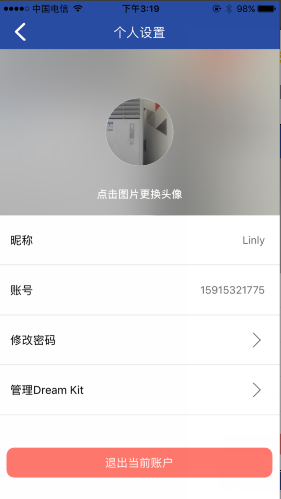 中国电信 下午3:19 98%
个人设置
点击图片更换头像
昵称 Linly
账号 15915321775
修改密码
管理Dream Kit
退出当前账户